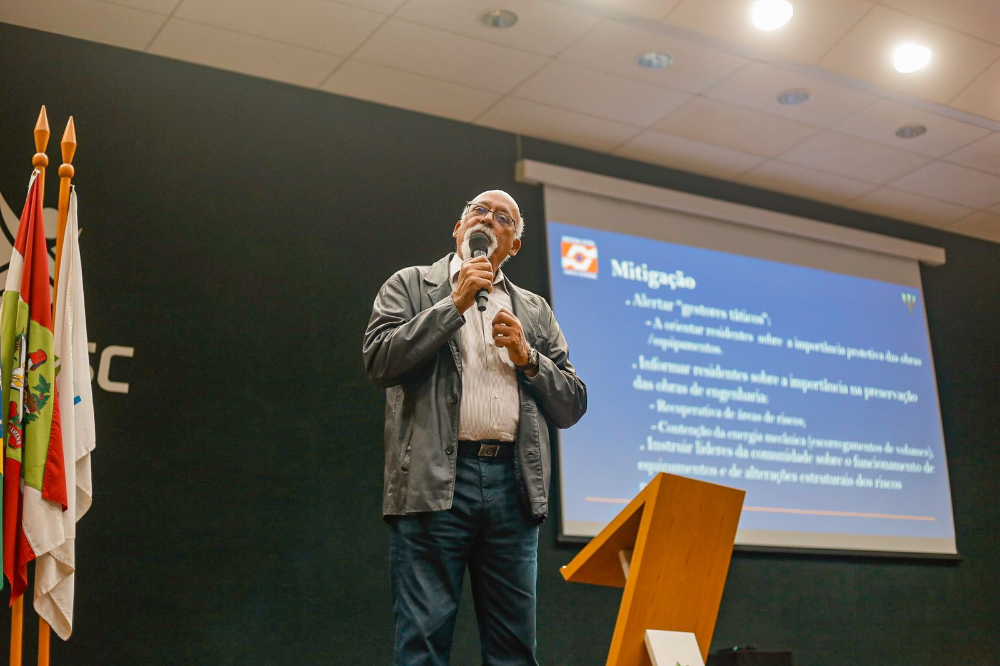 SC
TARINA
Mitigação
. Alertar "gestores táticos":
- A orientar residentes sobre a importância protetiva das obras
/equipamentos.
. Informar residentes sobre a importância na preservação
das obras de engenharia:
- Recuperativa de áreas de riscos;
- Contenção da energia mecânica (escorregamentos de volumes);
. Instruir líderes da comunidade sobre o funcionamento de
equipamentos e de alterações estruturais dos riscos